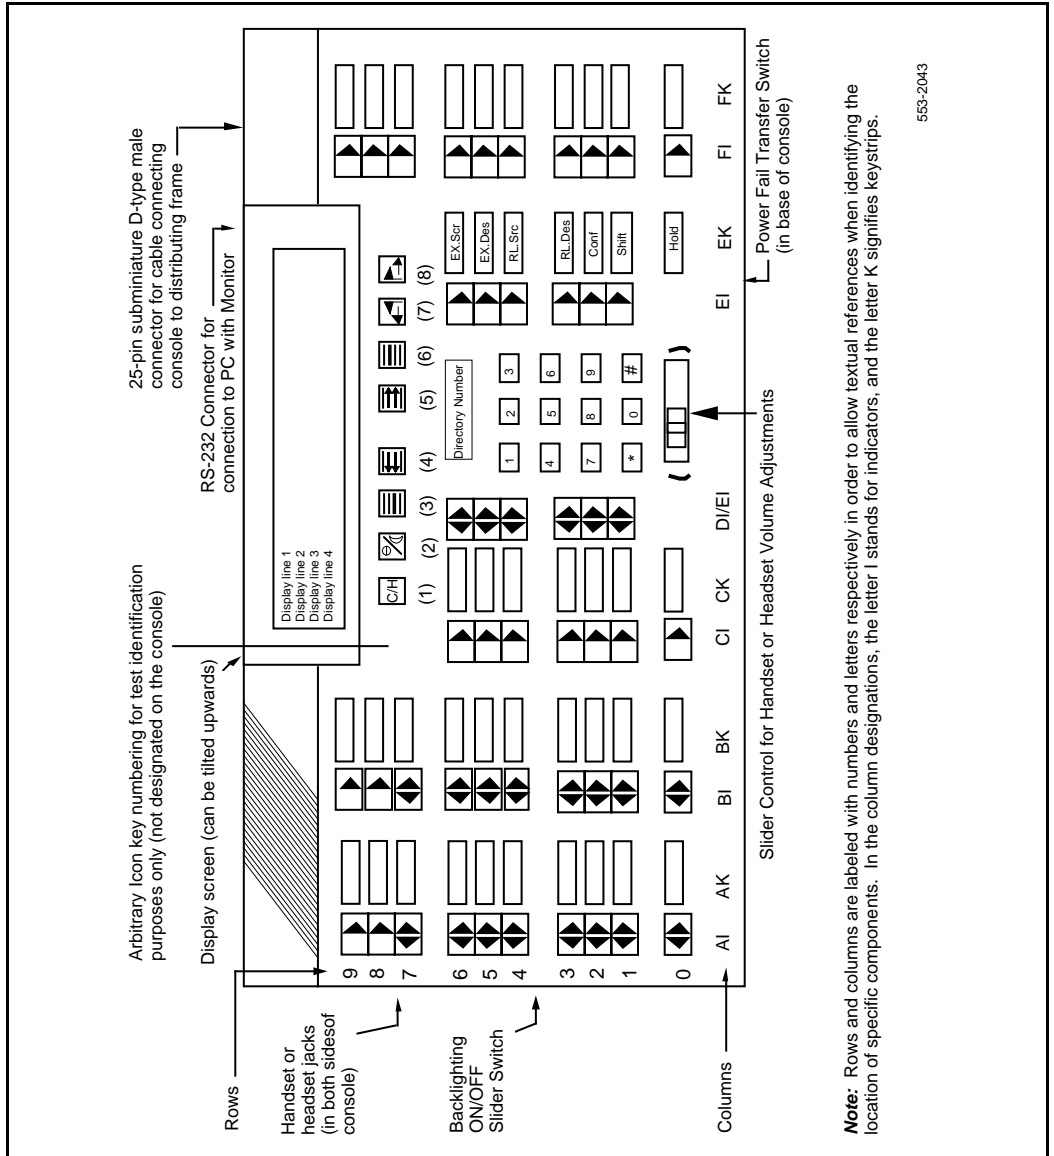 Arbitrary Icon key numbering for test identification
purposes only (not designated on the console)
25-pin subminiature D-type male
connector for cable connecting
console to distributing frame
RS-232 Connector for
connection to PC with Monitor
Display screen (can be tilted upwards)
Rows
Handset or
headset jacks
(in both sidesof
console)
Backlighting
ON/OFF
Slider Switch
Columns
Display line 1
Display line 2
Display line 3
Display line 4
C/H
(1) (2) (3) (4) (5) (6) (7) (8)
9
8
7
6
5
4
3
2
1
0
Directory Number
1 2 3
4 5 6
7 8 9
* 0 #
EX.Scr
EX.Des
RL.Src
RL.Des
Conf
Shift
Hold
AI AK BI BK CI CK DI/EI EI EK FI FK
Slider Control for Handset or Headset Volume Adjustments
Power Fail Transfer Switch
(in base of console)
Note: Rows and columns are labeled with numbers and letters respectively in order to allow textual references when identifying the
location of specific components. In the column designations, the letter I stands for indicators, and the letter K signifies keystrips.
553-2043